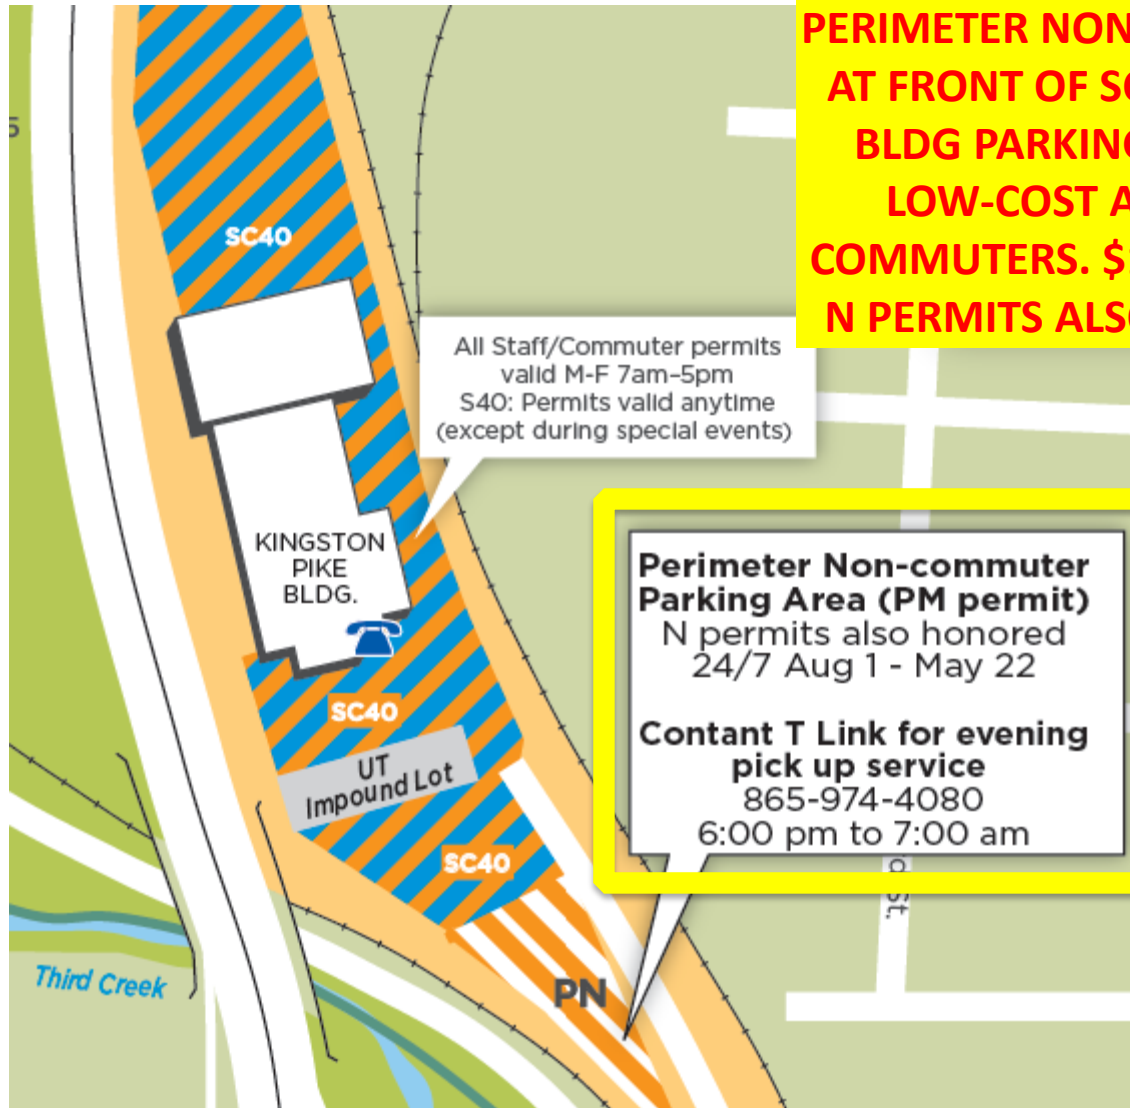 PERIMETER NON
AT FRONT OF
BLDG
LOW-COST
COMMUTERS.
N PERMITS
5
SC40
All Staff/Commuter permits
valid M-F 7am-5pm
S40: Permits valid anytime
(except during special events)
KINGSTON
PIKE
BLDG.
Perimeter Non-commuter
Parking Area (PM permit)
N permits also honored
24/7 Aug 1 - May 22
Contant T Link for evening
pick up service
865-974-4080
6:00 pm to 7:00 am
SC40
UT
Impound Lot
SC40
St.
Third Creek
PN